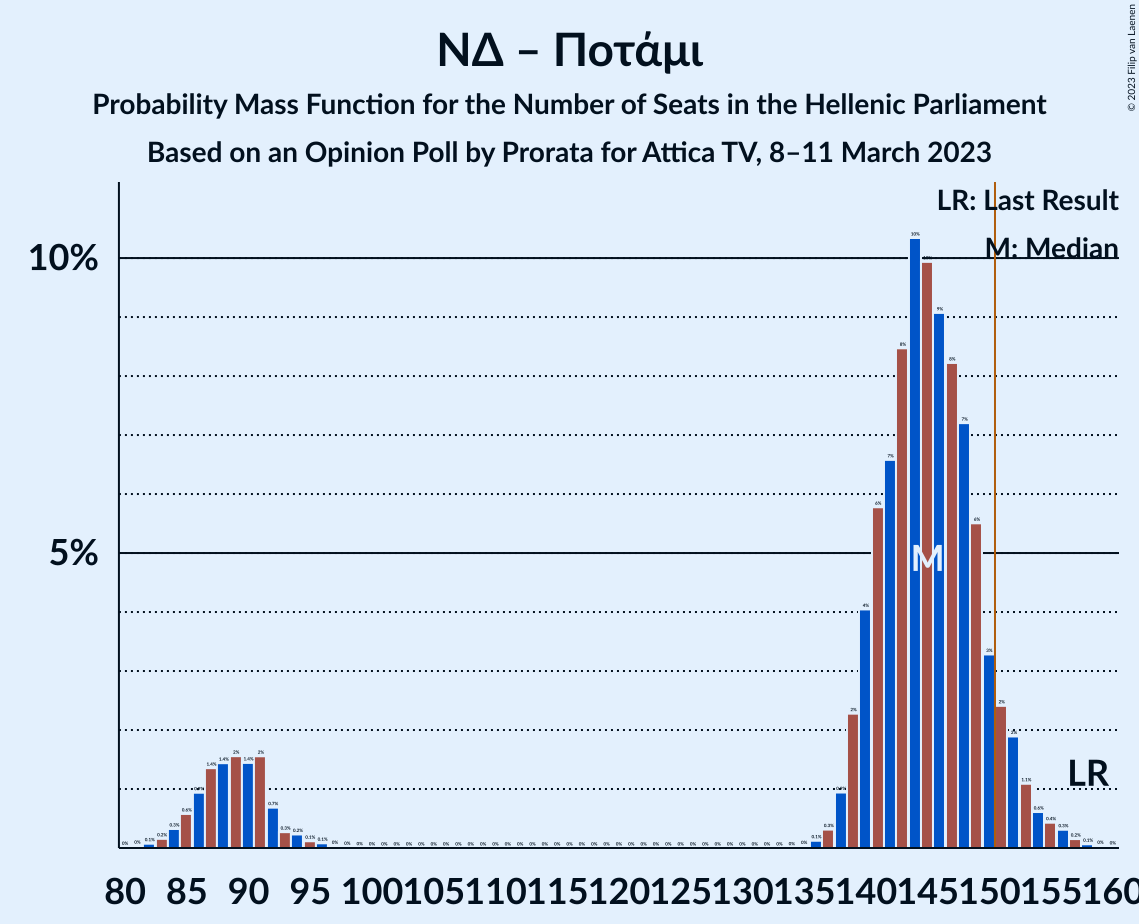 ΝΔ – Ποτάμι
Probability Mass Function for the Number of Seats in the Hellenic Parliament
Based on an Opinion Poll by Prorata for Attica TV, 8–11 March 2023
© 2023 Filip van Laenen
LR: Last Result
M: Median
10%
5%
M
LR
80 85 90 95 100 105 110 115 120 125 130 135 140 145 150 155 160